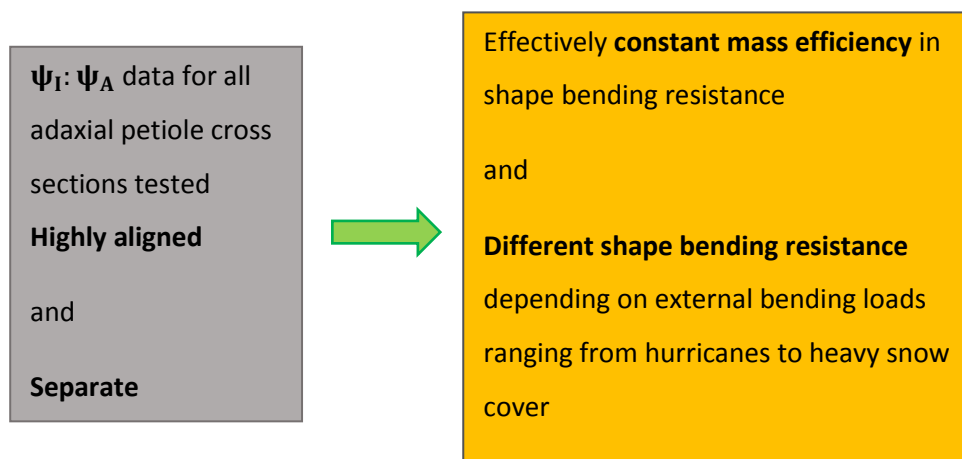 𝛙𝐈: 𝛙𝐀 data for all
adaxial petiole cross
sections tested
Highly aligned
and
Separate
Effectively constant mass efficiency in
shape bending resistance
and
Different shape bending resistance
depending on external bending loads
ranging from hurricanes to heavy snow
cover